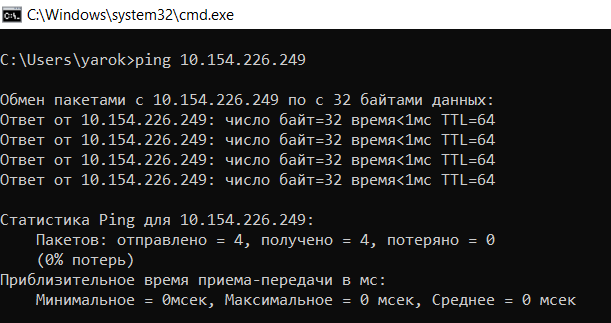 C:\Windows\system32\cmd.exe
C:\Users\yarok>ping 10.154.226.249
Обмен пакетами с 10.154.226.249 по с 32 байтами данных:
Ответ от 10.154.226.249: число байт=32 время<1мс TTL=64
Ответ от 10.154.226.249: число байт=32 время<1мс TTL=64
Ответ от 10.154.226.249: число байт=32 время<1мс TTL=64
Ответ от 10.154.226.249: число байт=32 время<1мс TTL=64
Статистика Ping для 10.154.226.249:
Пакетов: отправлено = 4, получено = 4, потеряно = 0
(0% потерь)
Приблизительное время приема-передачи в мс:
Минимальное = 0мсек, Максимальное = 0 мсек, Среднее = 0 мсек